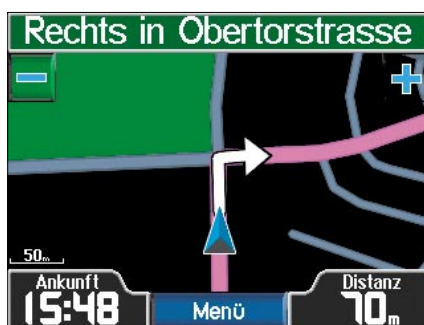 Rechts in Obertorstrasse
50m
Ankunft
15:48
Menü
Distanz
70m